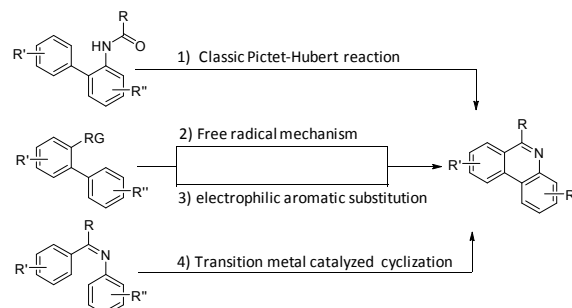 R
HN
O
R'
R"
1) Classic Pictet-Hubert reaction
RG
R'
R"
2) Free radical mechanism
3) electrophilic aromatic substitution
R
N
R'
R
R
N
R'
R"
4) Transition metal catalyzed cyclization